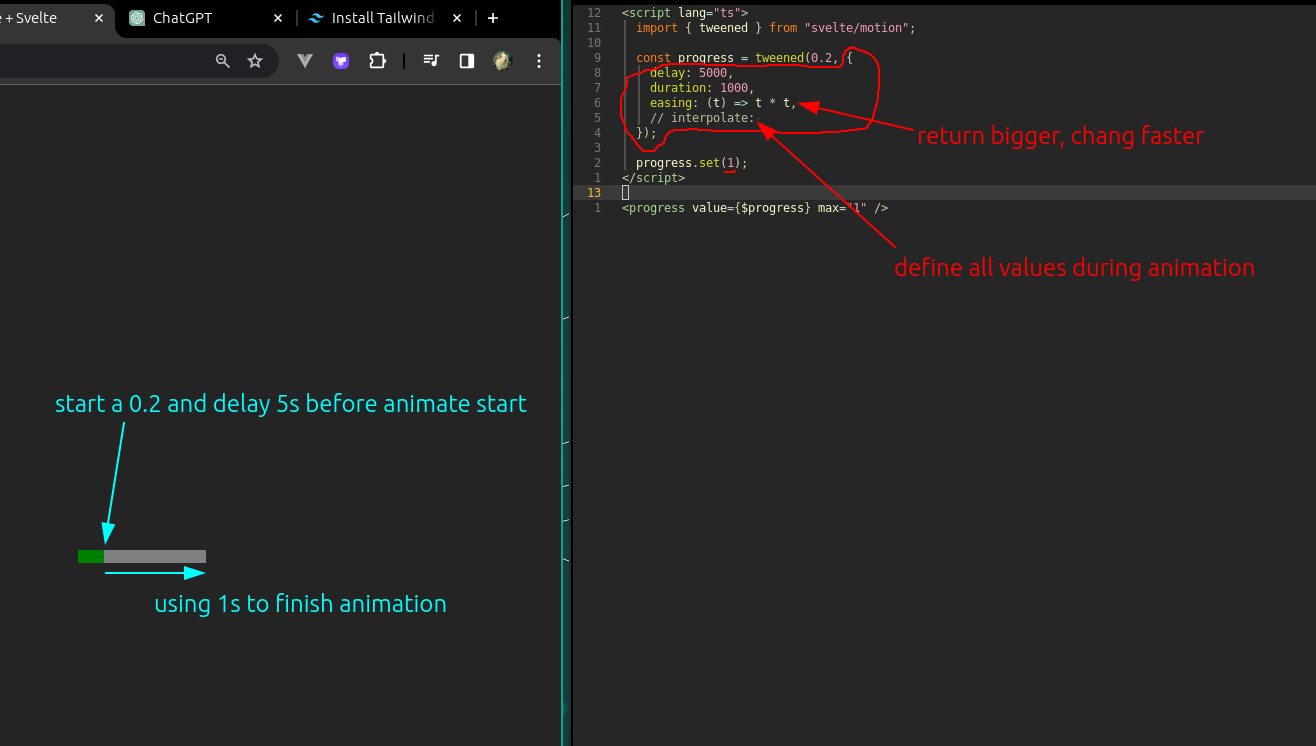 e + Svelte
ChatGPT
Install Tailwind
start a 0.2 and delay 5s before animate start
using 1s to finish animation
12 <script lang="ts">
11 import { tweened } from "svelte/motion";
10
9 const progress = tweened(0.2, {
8 delay: 5000,
7 duration: 1000,
6 easing: (t) => t * t,
5 // interpolate:
4 });
3
2 progress.set(1);
1 </script>
13
1 <progress value={$progress} max="1" />
return bigger, chang faster
define all values during animation